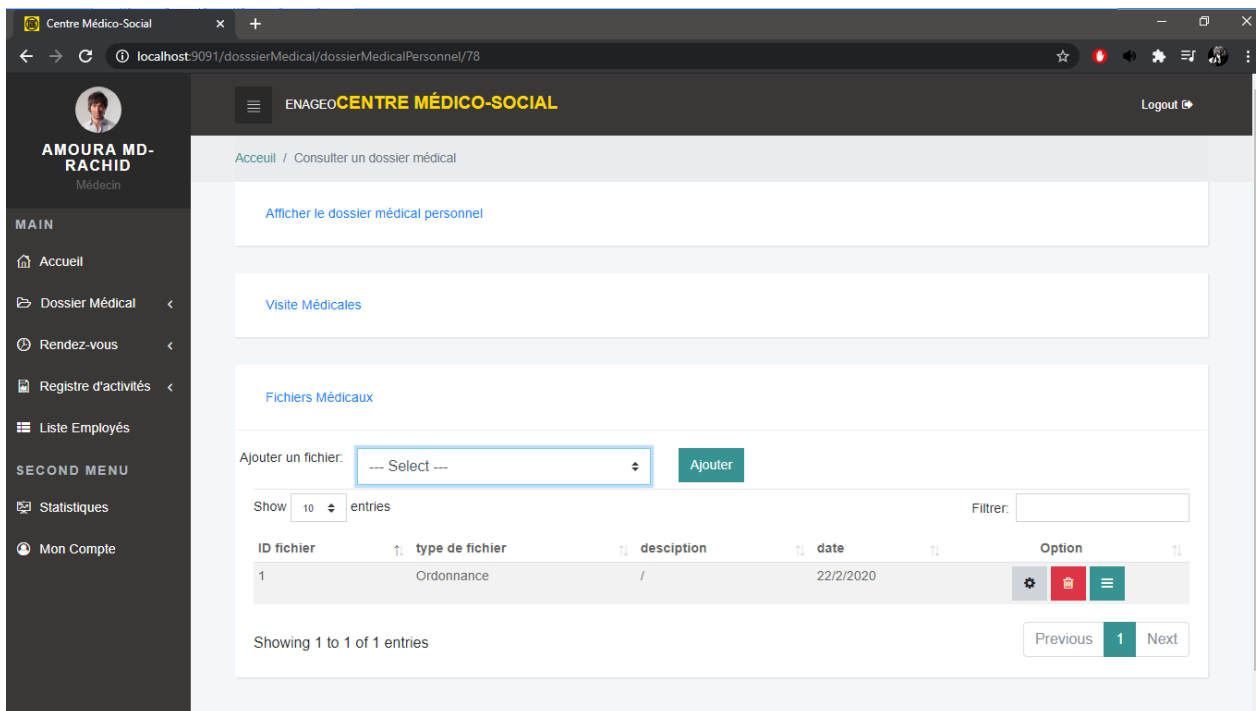 Centre Médico-Social
localhost:9091/dosssierMedical/dossierMedicalPersonnel/78
AMOURA MD-
RACHID
Médecin
MAIN
Accueil
Dossier Médical
Rendez-vous
Registre d'activités
Liste Employés
SECOND MENU
Statistiques
Mon Compte
ENAGEOCENTRE MÉDICO-SOCIAL
Logout
Acceuil / Consulter un dossier médical
Afficher le dossier médical personnel
Visite Médicales
Fichiers Médicaux
Ajouter un fichier: --- Select --- Ajouter
Show 10 entries Filtrer:
ID fichier type de fichier desciption date Option
1 Ordonnance / 22/2/2020
Showing 1 to 1 of 1 entries Previous 1 Next